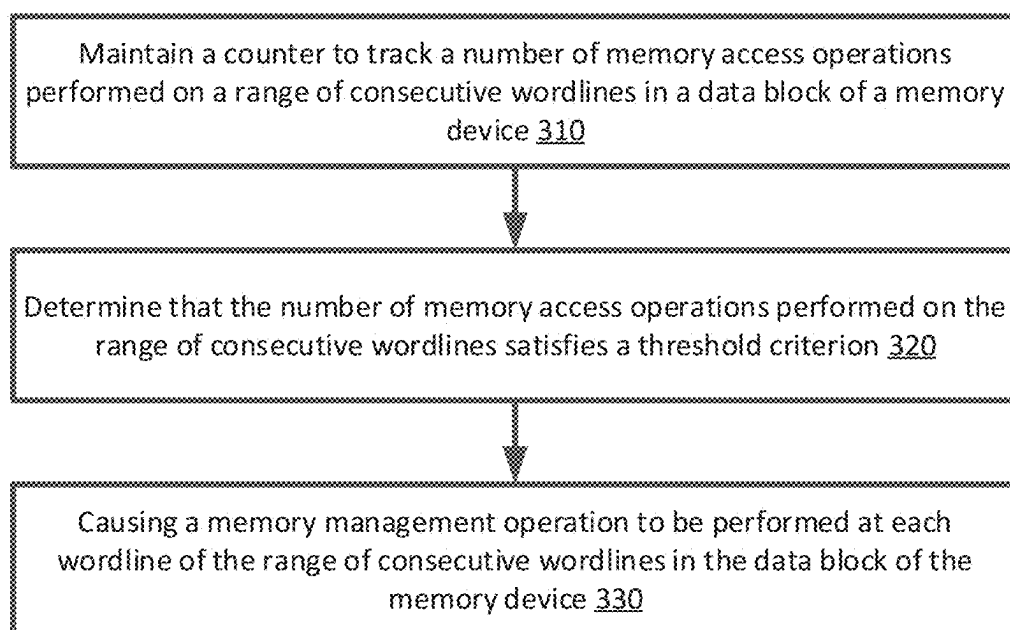 Maintain a counter to track a number of memory access operations
performed on a range of consecutive wordlines in a data block of a memory
device 310
Determine that the number of memory access operations performed on the
range of consecutive wordlines satisfies a threshold criterion 320
Causing a memory management operation to be performed at each
wordline of the range of consecutive wordlines in the data block of the
memory device 330